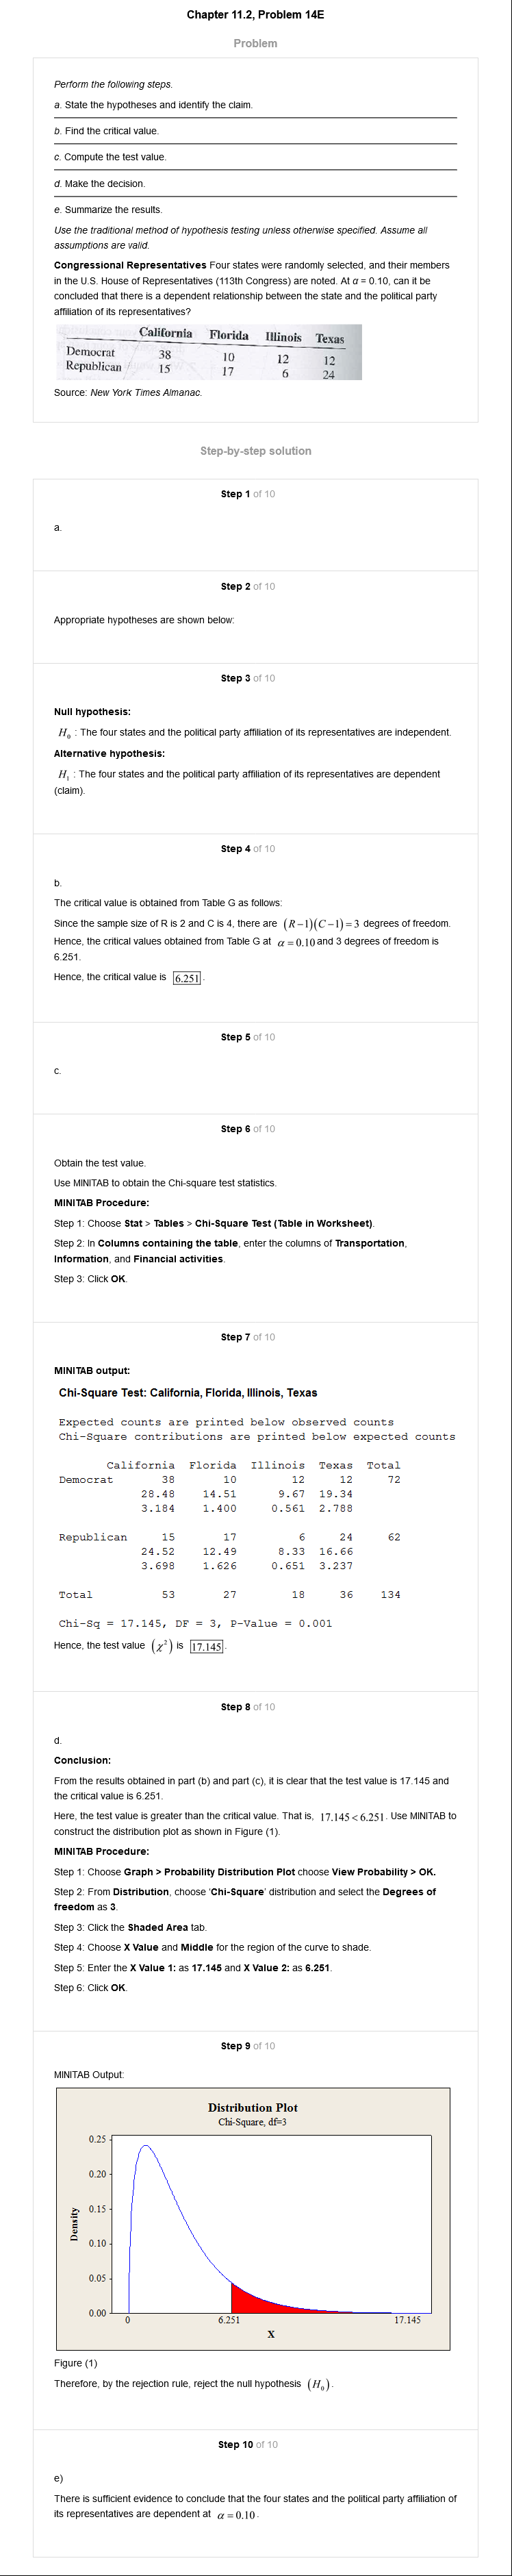 Chapter 11.2, Problem 14E
Problem
Perform the following steps.
a. State the hypotheses and identify the claim.
b. Find the critical value.
c. Compute the test value.
d. Make the decision.
e. Summarize the results.
Use the traditional method of hypothesis testing unless otherwise specified. Assume all
assumptions are valid.
Congressional Representatives Four states were randomly selected, and their members
in the U.S. House of Representatives (113th Congress) are noted. At α = 0.10, can it be
concluded that there is a dependent relationship between the state and the political party
affiliation of its representatives?
California Florida Illinois Texas
Democrat 38 10 12 12
Republican 15 17 6 24
Source: New York Times Almanac.
Step-by-step solution
Step 1 of 10
a.
Step 2 of 10
Appropriate hypotheses are shown below:
Step 3 of 10
Null hypothesis:
H₀ : The four states and the political party affiliation of its representatives are independent.
Alternative hypothesis:
H₁ : The four states and the political party affiliation of its representatives are dependent
(claim).
Step 4 of 10
b.
The critical value is obtained from Table G as follows:
Since the sample size of R is 2 and C is 4, there are (R−1)(C−1)=3 degrees of freedom.
Hence, the critical values obtained from Table G at α = 0.10 and 3 degrees of freedom is
6.251.
Hence, the critical value is 6.251.
Step 5 of 10
c.
Step 6 of 10
Obtain the test value.
Use MINITAB to obtain the Chi-square test statistics.
MINITAB Procedure:
Step 1: Choose Stat > Tables > Chi-Square Test (Table in Worksheet).
Step 2: In Columns containing the table, enter the columns of Transportation,
Information, and Financial activities.
Step 3: Click OK.
Step 7 of 10
MINITAB output:
Chi-Square Test: California, Florida, Illinois, Texas
Expected counts are printed below observed counts
Chi-Square contributions are printed below expected counts
California Florida Illinois Texas Total
Democrat 38 10 12 12 72
28.48 14.51 9.67 19.34
3.184 1.400 0.561 2.788
Republican 15 17 6 24 62
24.52 12.49 8.33 16.66
3.698 1.626 0.651 3.237
Total 53 27 18 36 134
Chi-Sq = 17.145, DF = 3, P-Value = 0.001
Hence, the test value (χ²) is 17.145.
Step 8 of 10
d.
Conclusion:
From the results obtained in part (b) and part (c), it is clear that the test value is 17.145 and
the critical value is 6.251.
Here, the test value is greater than the critical value. That is, 17.145 < 6.251. Use MINITAB to
construct the distribution plot as shown in Figure (1).
MINITAB Procedure:
Step 1: Choose Graph > Probability Distribution Plot choose View Probability > OK.
Step 2: From Distribution, choose 'Chi-Square' distribution and select the Degrees of
freedom as 3.
Step 3: Click the Shaded Area tab.
Step 4: Choose X Value and Middle for the region of the curve to shade.
Step 5: Enter the X Value 1: as 17.145 and X Value 2: as 6.251.
Step 6: Click OK.
Step 9 of 10
MINITAB Output:
Distribution Plot
Chi-Square, df=3
0.25
0.20
0.15
0.10
0.05
0.00
Density
0 6.251 17.145
X
Figure (1)
Therefore, by the rejection rule, reject the null hypothesis (H₀).
Step 10 of 10
e)
There is sufficient evidence to conclude that the four states and the political party affiliation of
its representatives are dependent at α = 0.10.